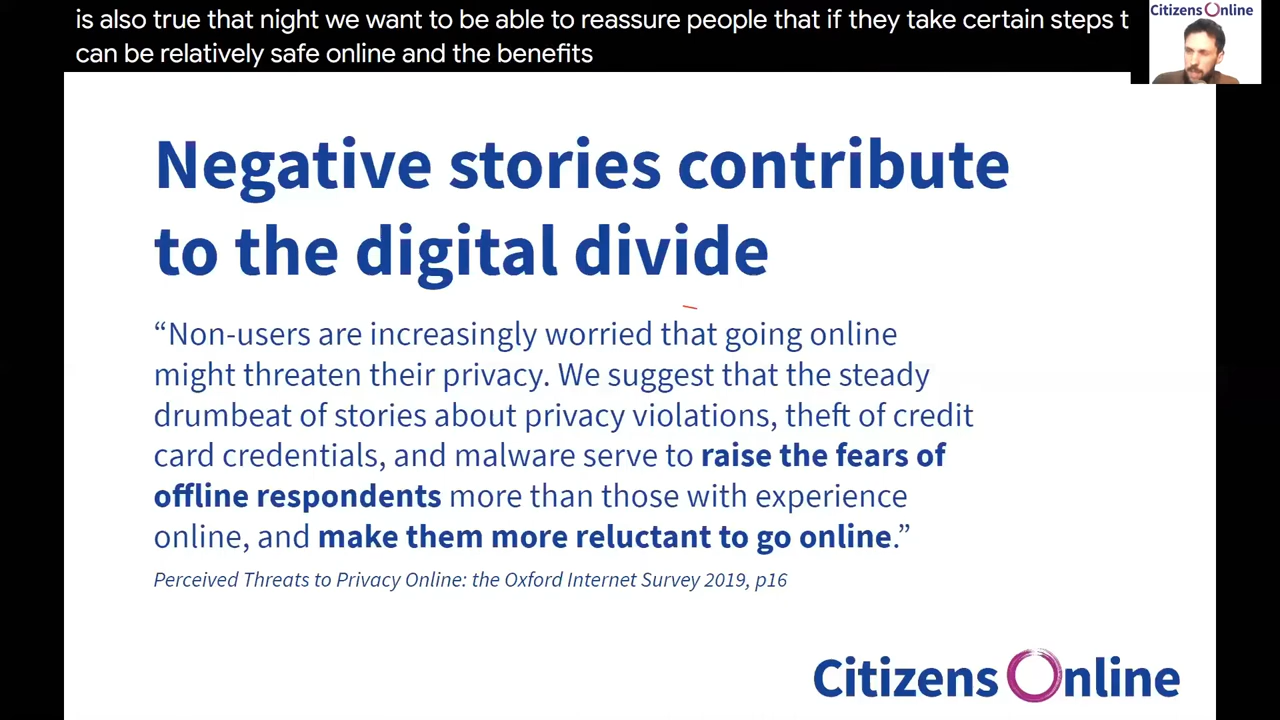 is also true that night we want to be able to reassure people that if they take certain steps t
can be relatively safe online and the benefits
Citizens Online
Negative stories contribute
to the digital divide
“Non-users are increasingly worried that going online
might threaten their privacy. We suggest that the steady
drumbeat of stories about privacy violations, theft of credit
card credentials, and malware serve to raise the fears of
offline respondents more than those with experience
online, and make them more reluctant to go online.”
Perceived Threats to Privacy Online: the Oxford Internet Survey 2019, p16
Citizens Online